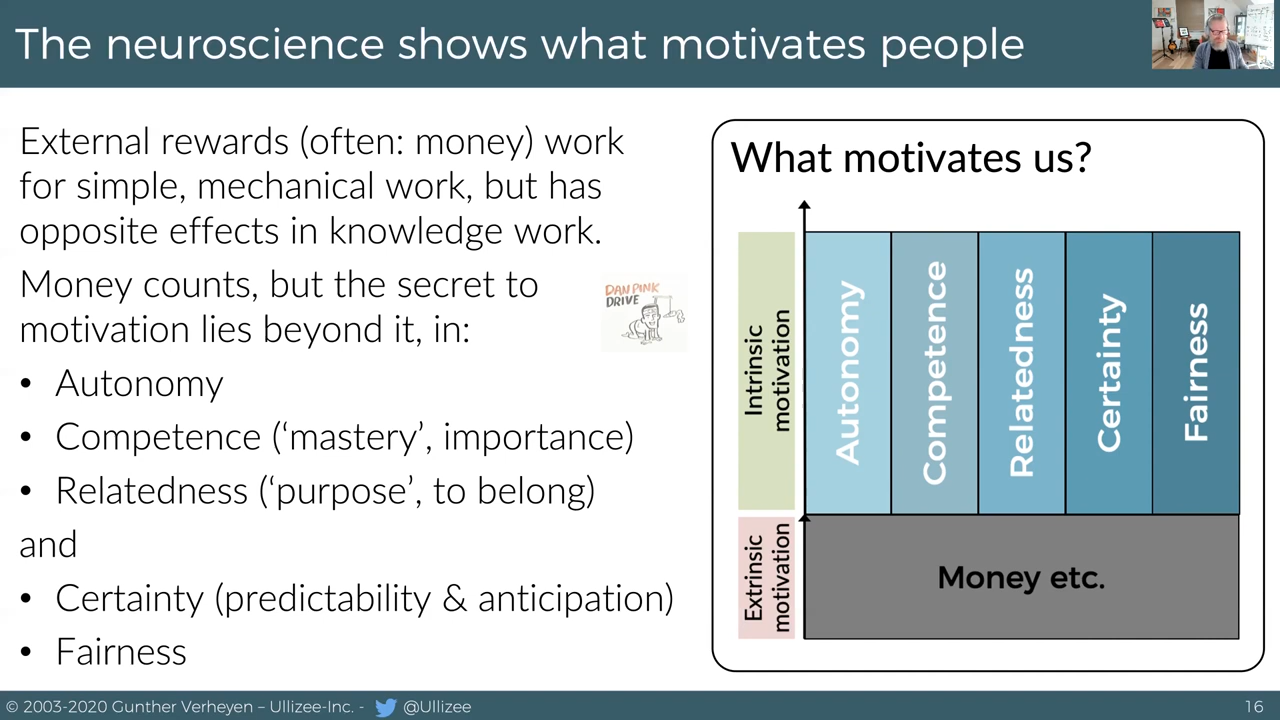 The neuroscience shows what motivates people
External rewards (often: money) work
for simple, mechanical work, but has
opposite effects in knowledge work.
Money counts, but the secret to
motivation lies beyond it, in:
• Autonomy
• Competence (‘mastery’, importance)
• Relatedness (‘purpose’, to belong)
and
• Certainty (predictability & anticipation)
• Fairness
DAN PINK
DRIVE
What motivates us?
Intrinsic
motivation
Autonomy
Competence
Relatedness
Certainty
Fairness
Extrinsic
motivation
Money etc.
© 2003-2020 Gunther Verheyen – Ullizee-Inc. - @Ullizee
16